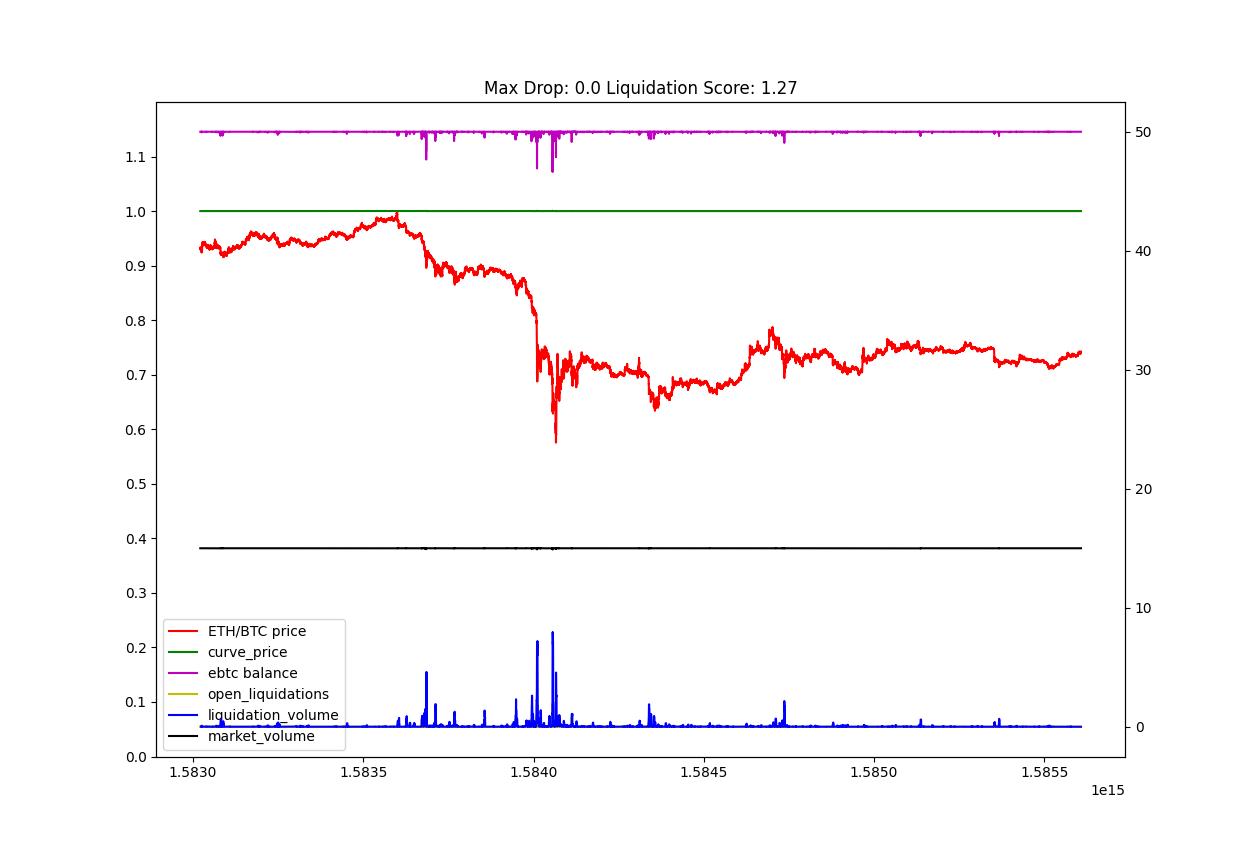 Max Drop: 0.0 Liquidation Score: 1.27
1.1
1.0
0.9
0.8
0.7
0.6
0.5
0.4
0.3
0.2
0.1
0.0
50
40
30
20
10
0
ETH/BTC price
curve_price
ebtc balance
open_liquidations
liquidation_volume
market_volume
1.5830 1.5835 1.5840 1.5845 1.5850 1.5855
1e15